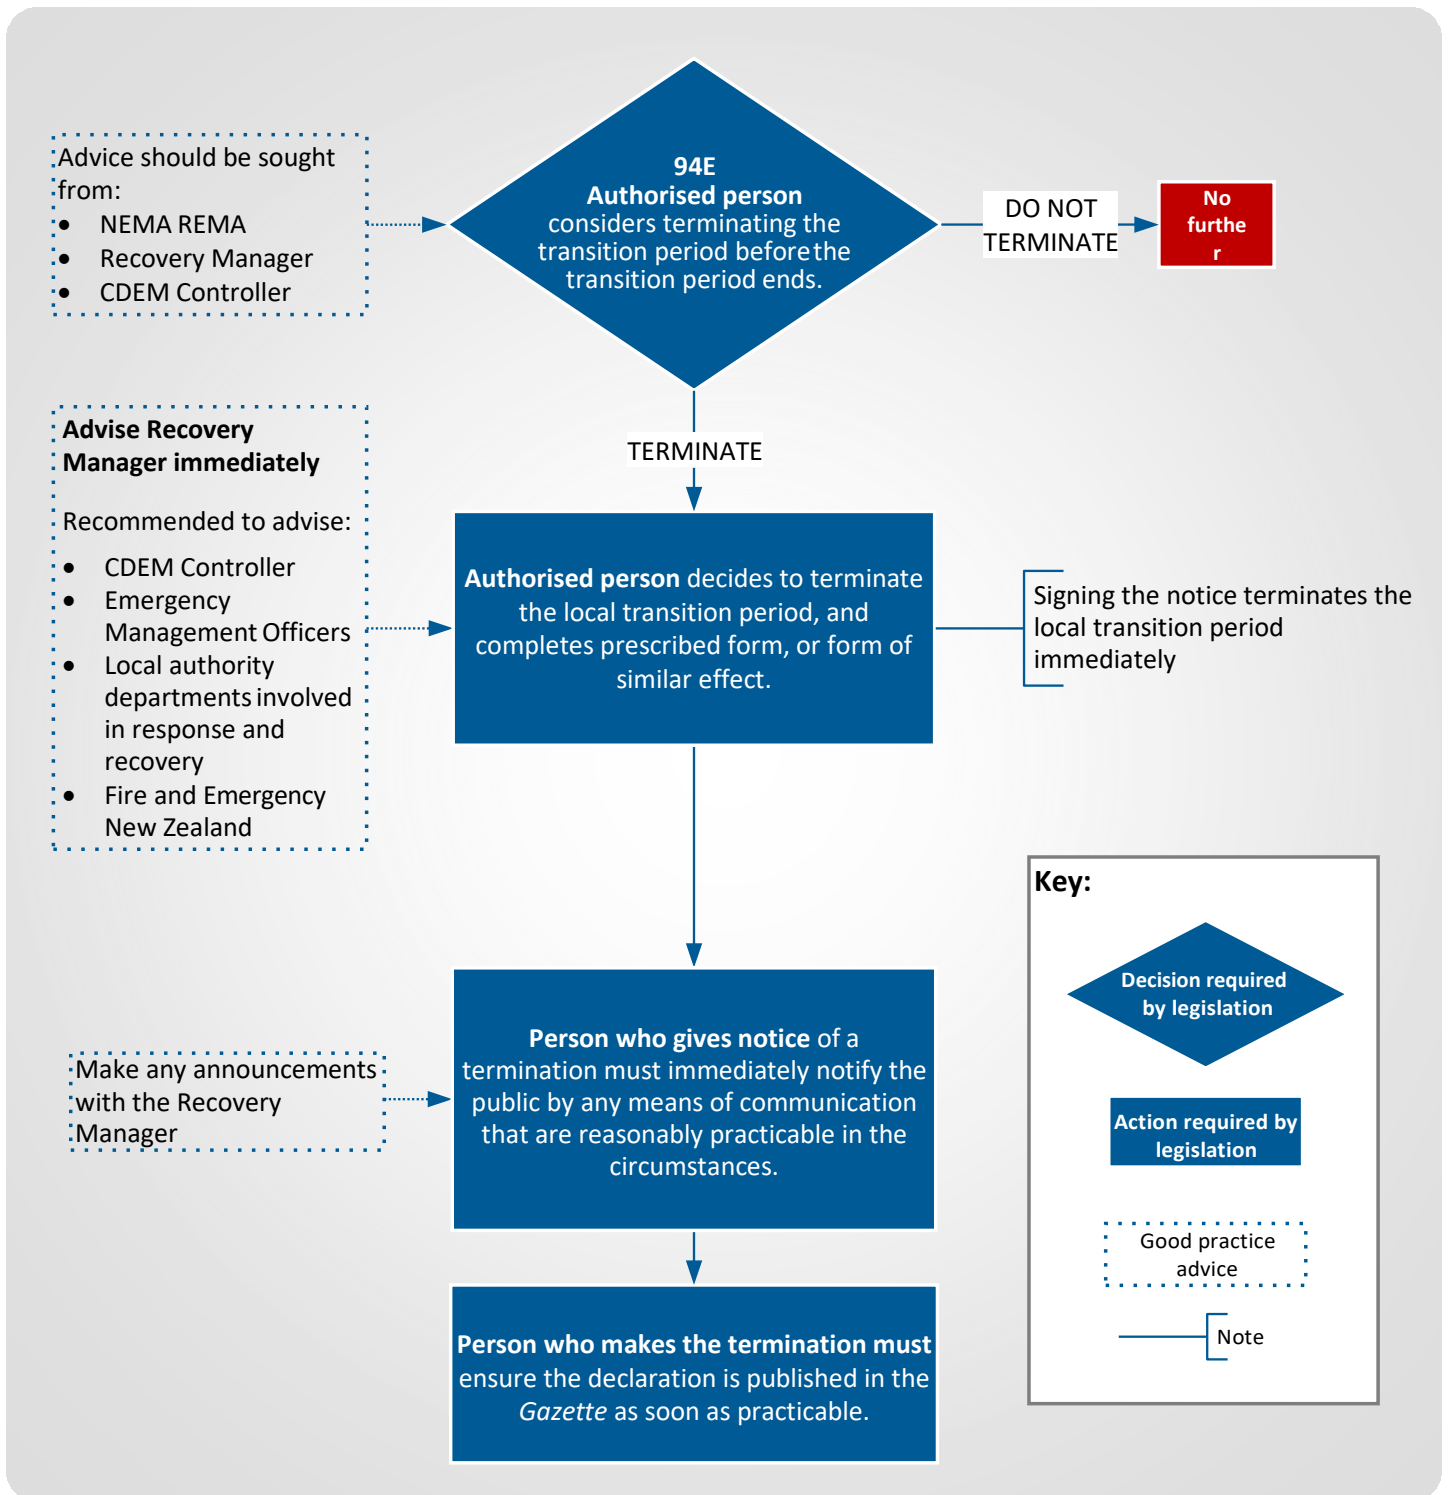 Advice should be sought
from:
• NEMA REMA
• Recovery Manager
• CDEM Controller
94E
Authorised person
considers terminating the
transition period before the
transition period ends.
DO NOT
TERMINATE
No
furthe
r
TERMINATE
Advise Recovery
Manager immediately
Recommended to advise:
• CDEM Controller
• Emergency
Management Officers
• Local authority
departments involved
in response and
recovery
• Fire and Emergency
New Zealand
Authorised person decides to terminate
the local transition period, and
completes prescribed form, or form of
similar effect.
Signing the notice terminates the
local transition period
immediately
Make any announcements
with the Recovery
Manager
Person who gives notice of a
termination must immediately notify the
public by any means of communication
that are reasonably practicable in the
circumstances.
Person who makes the termination must
ensure the declaration is published in the
Gazette as soon as practicable.
Key:
Decision required
by legislation
Action required by
legislation
Good practice
advice
Note